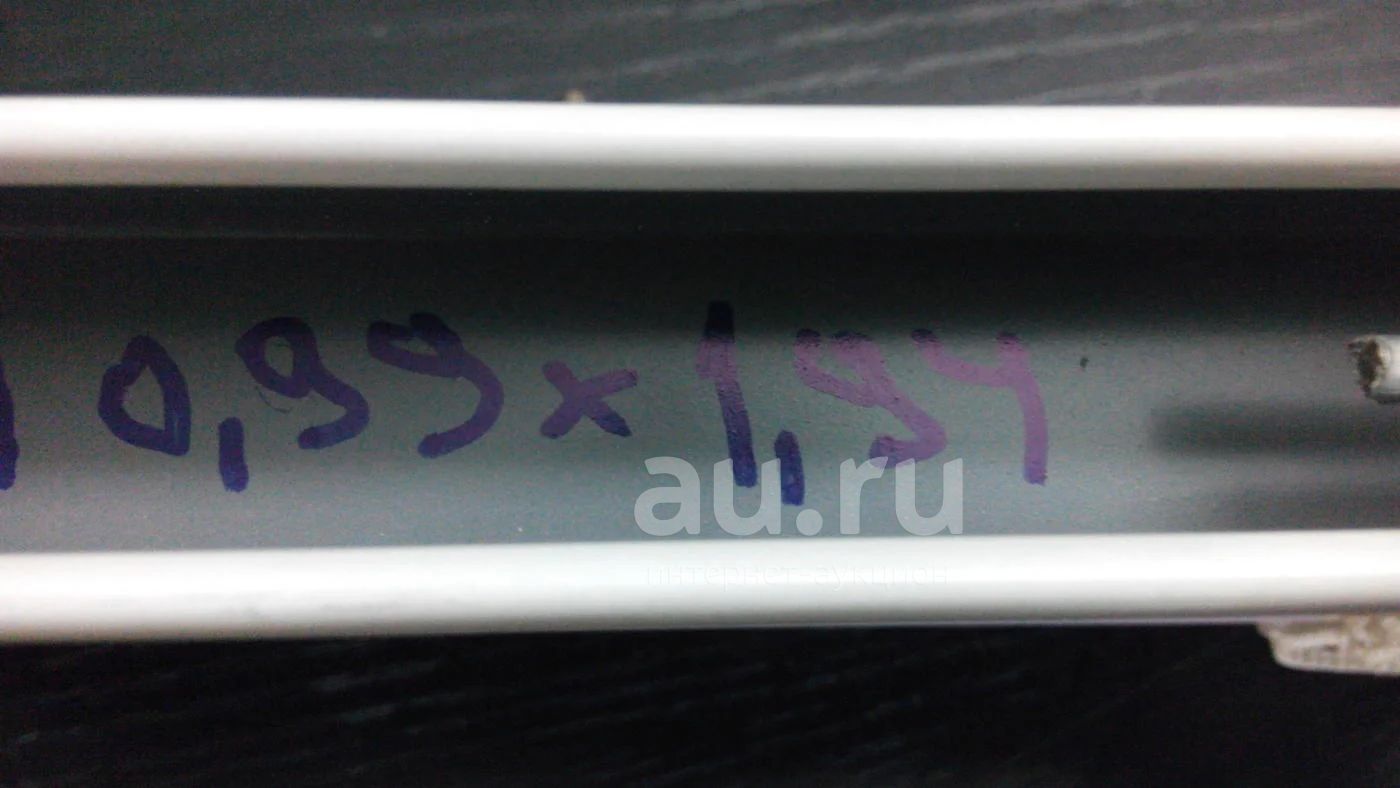 0,99 x 1,94
au.ru
интернет-аукцион